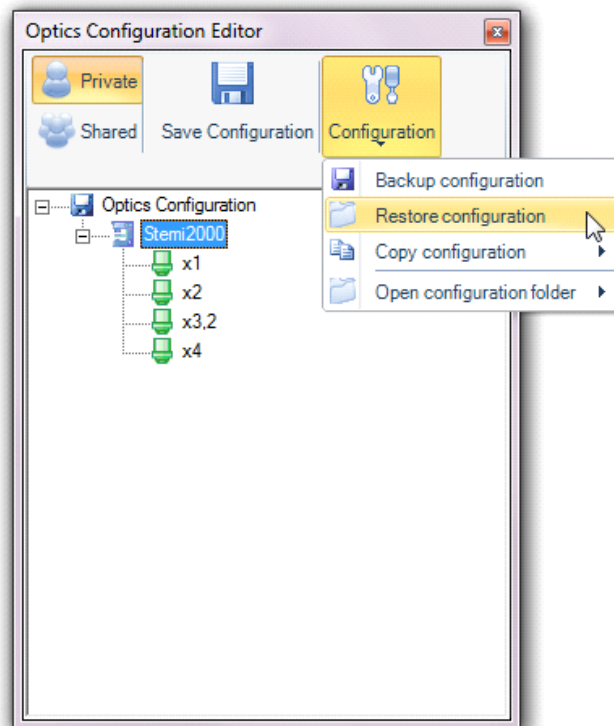 Optics Configuration Editor
Private
Shared
Save Configuration
Configuration
Backup configuration
Restore configuration
Copy configuration
Open configuration folder
Optics Configuration
Stemi2000
x1
x2
x3,2
x4